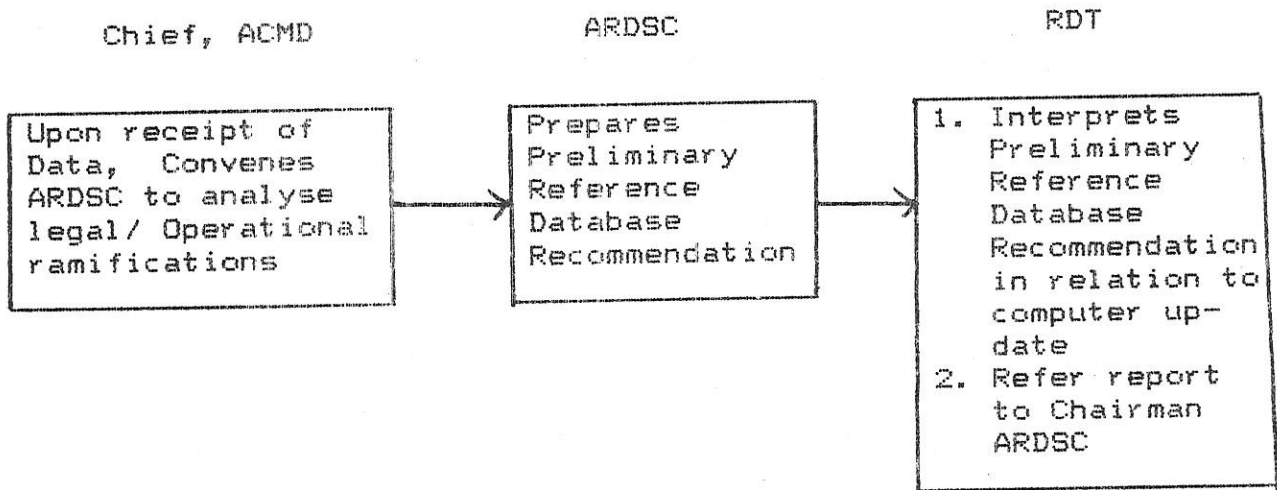 Chief, ACMD
ARDSC
RDT
Upon receipt of
Data, Convenes
ARDSC to analyse
legal/ Operational
ramifications
Prepares
Preliminary
Reference
Database
Recommendation
1. Interprets
Preliminary
Reference
Database
Recommendation
in relation to
computer up-
date
2. Refer report
to Chairman
ARDSC